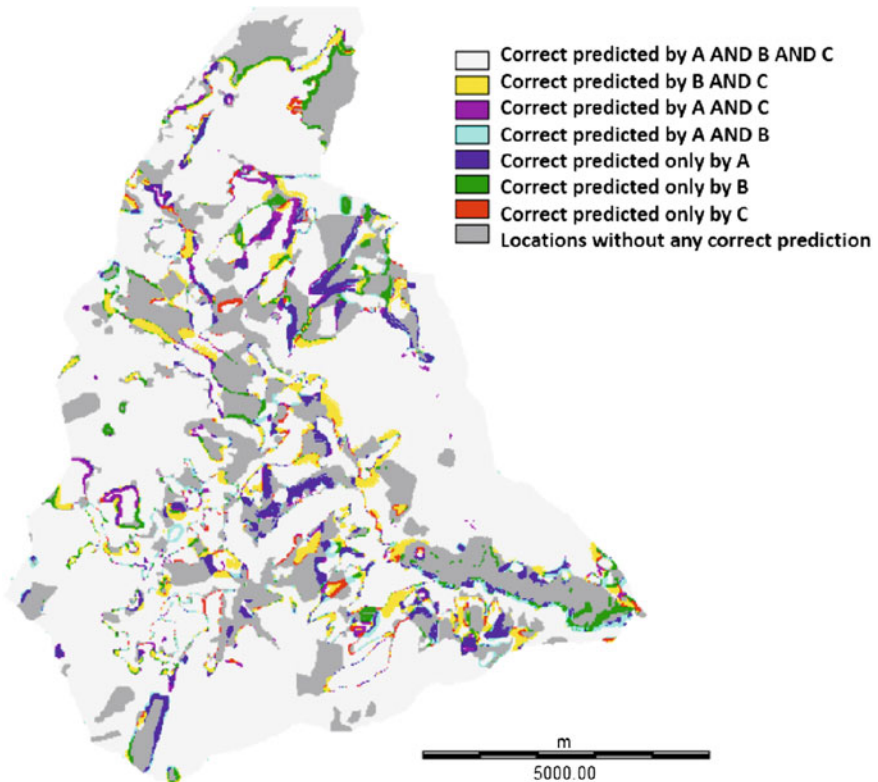 Correct predicted by A AND B AND C
Correct predicted by B AND C
Correct predicted by A AND C
Correct predicted by A AND B
Correct predicted only by A
Correct predicted only by B
Correct predicted only by C
Locations without any correct prediction
m
5000.00